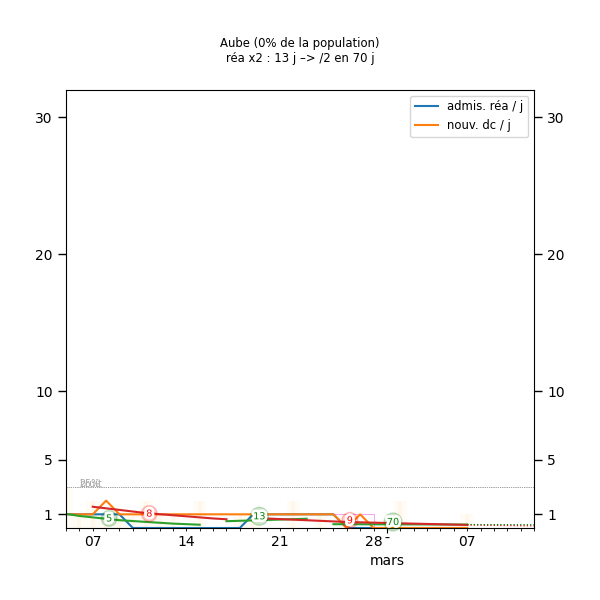 Aube (0% de la population)
réa x2 : 13 j –> /2 en 70 j
admis. réa / j
nouv. dc / j
30 30
20 20
10 10
5 5
1 1
5 8 13 9 70
07 14 21 28 07
mars